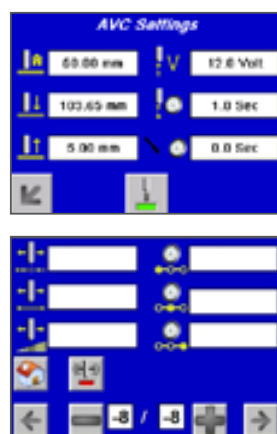 AVC Settings
A 60.00 mm V 12.0 Volt
103.65 mm 1.0 Sec
5.00 mm 0.0 Sec
-8 / -8